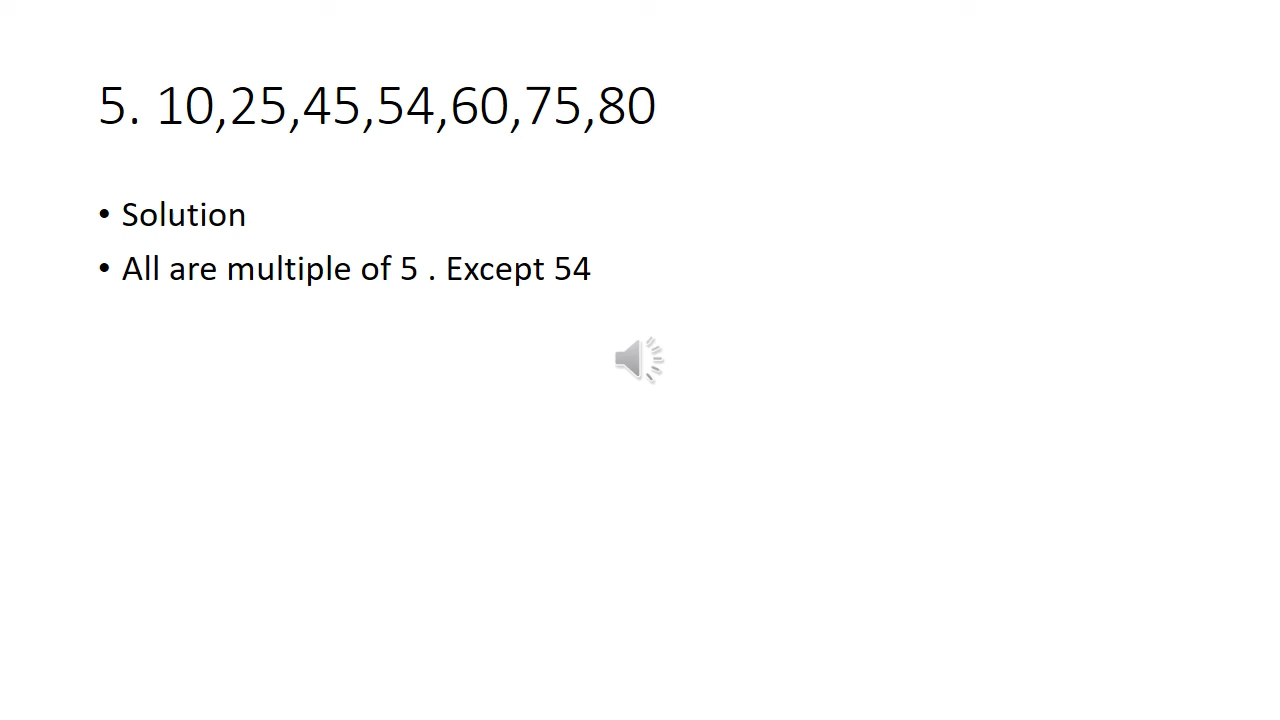 5. 10,25,45,54,60,75,80
• Solution
• All are multiple of 5 . Except 54